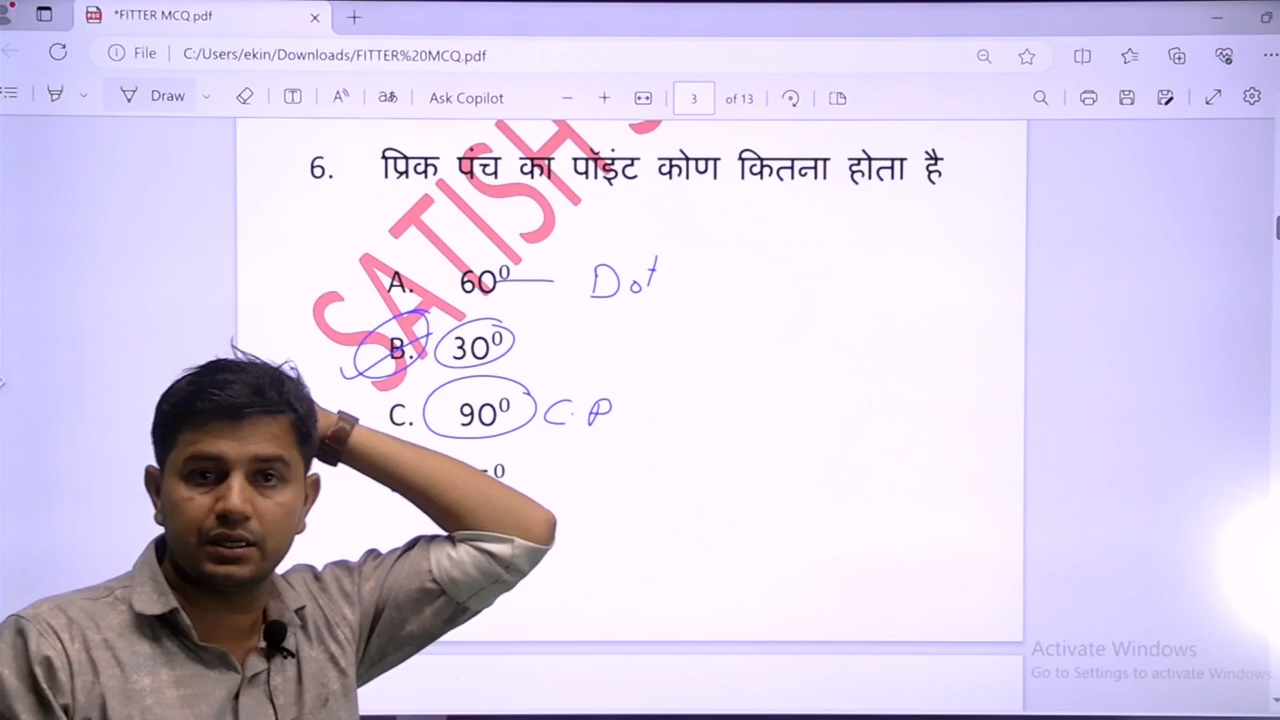 *FITTER MCQ.pdf
File C:/Users/ekin/Downloads/FITTER%20MCQ.pdf
Draw Ask Copilot 3 of 13
6. प्रिक पंच का पॉइंट कोण कितना होता है
SATISH
A. 60⁰ Dot
B. 30⁰
C. 90⁰ C.P
Activate Windows
Go to Settings to activate Windows.